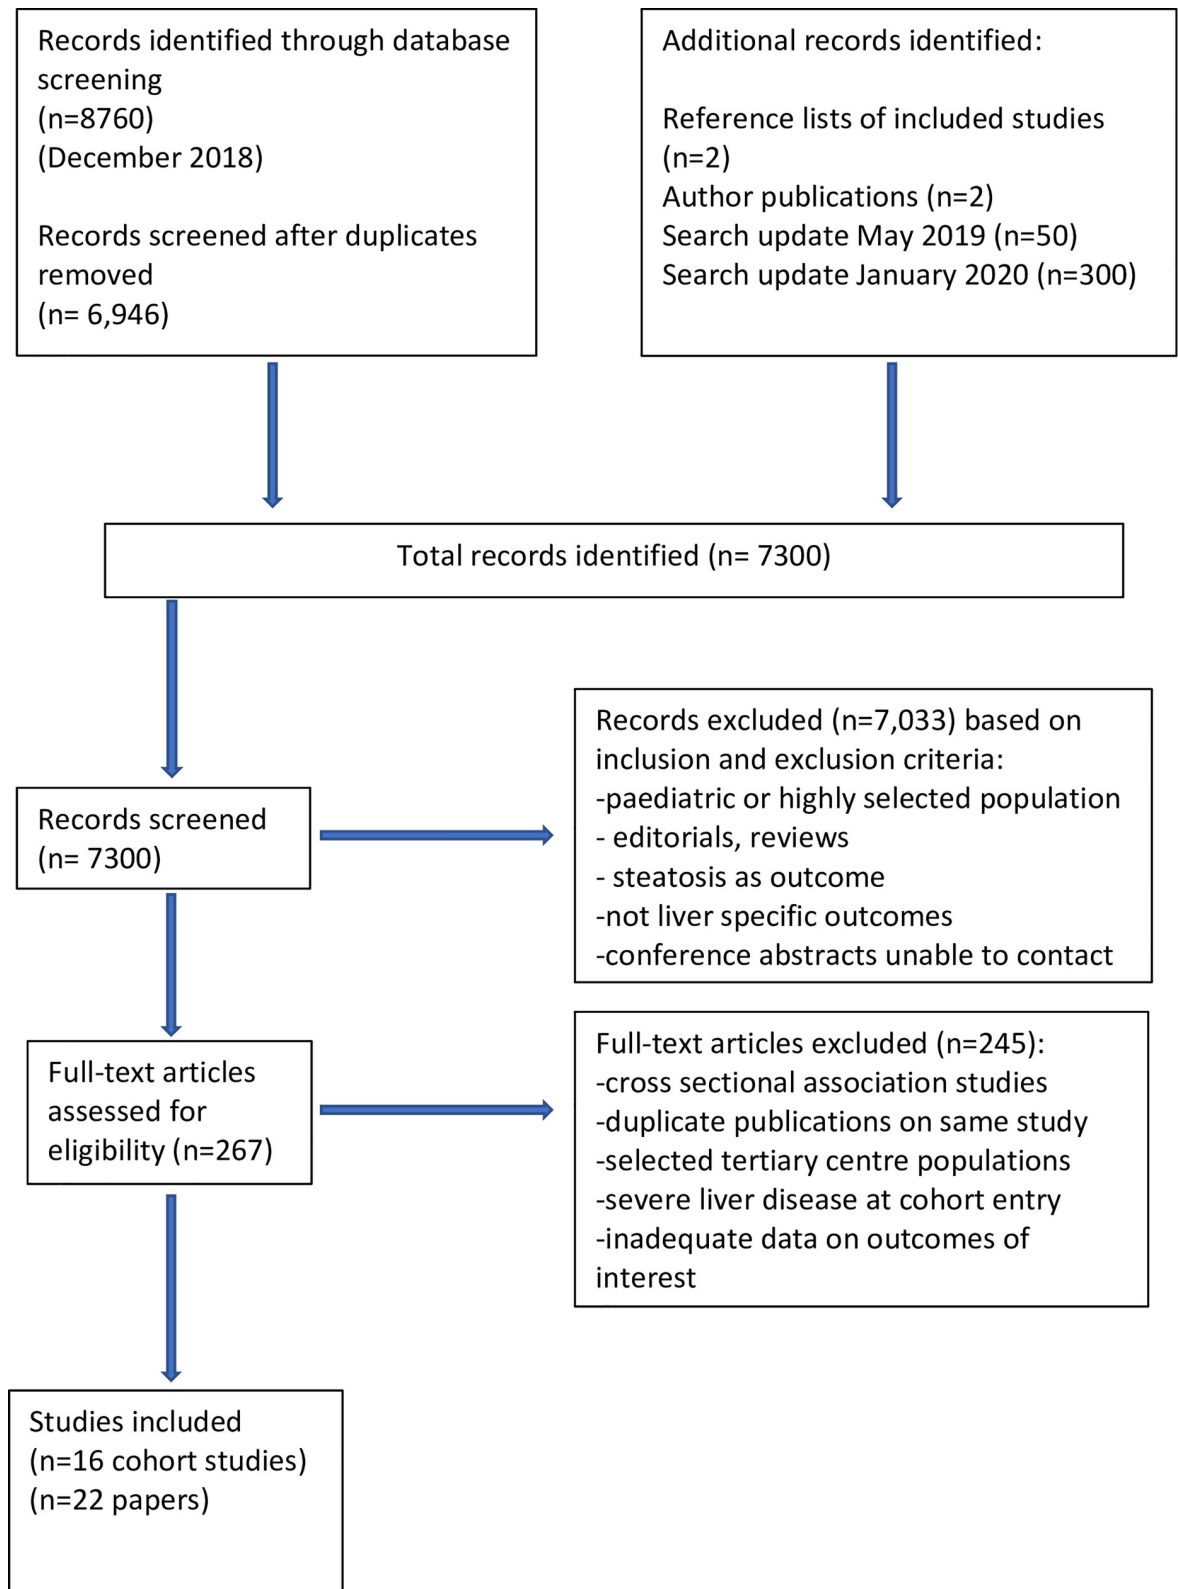 Records identified through database
screening
(n=8760)
(December 2018)
Records screened after duplicates
removed
(n= 6,946)
Additional records identified:
Reference lists of included studies
(n=2)
Author publications (n=2)
Search update May 2019 (n=50)
Search update January 2020 (n=300)
Total records identified (n= 7300)
Records screened
(n= 7300)
Records excluded (n=7,033) based on
inclusion and exclusion criteria:
-paediatric or highly selected population
- editorials, reviews
- steatosis as outcome
-not liver specific outcomes
-conference abstracts unable to contact
Full-text articles
assessed for
eligibility (n=267)
Full-text articles excluded (n=245):
-cross sectional association studies
-duplicate publications on same study
-selected tertiary centre populations
-severe liver disease at cohort entry
-inadequate data on outcomes of
interest
Studies included
(n=16 cohort studies)
(n=22 papers)